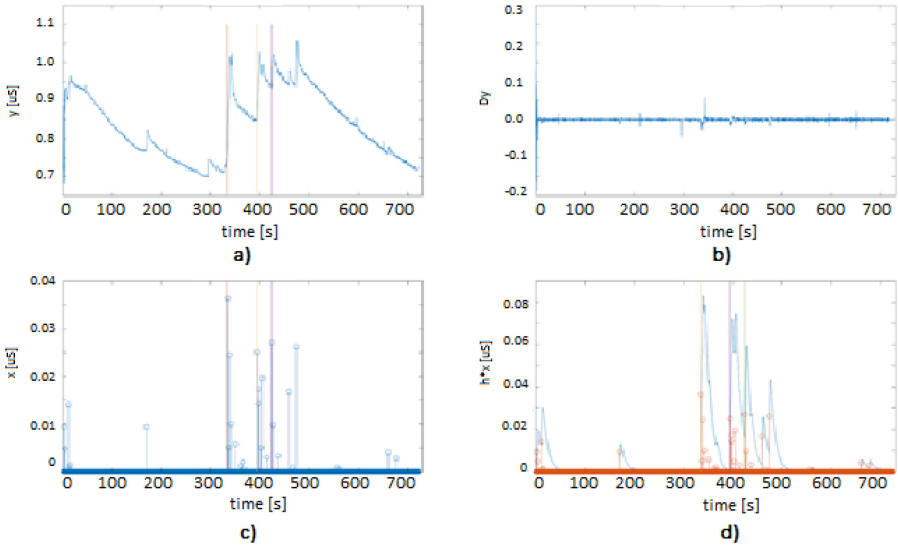 1.1
1.0
0.9
0.8
0.7
y [uS]
0 100 200 300 400 500 600 700
time [s]
a)
0.3
0.2
0.1
0.0
-0.1
-0.2
Dy
0 100 200 300 400 500 600 700
time [s]
b)
0.04
0.03
0.02
0.01
0
x [uS]
0 100 200 300 400 500 600 700
time [s]
c)
0.08
0.06
0.04
0.02
0
h*x [uS]
0 100 200 300 400 500 600 700
time [s]
d)